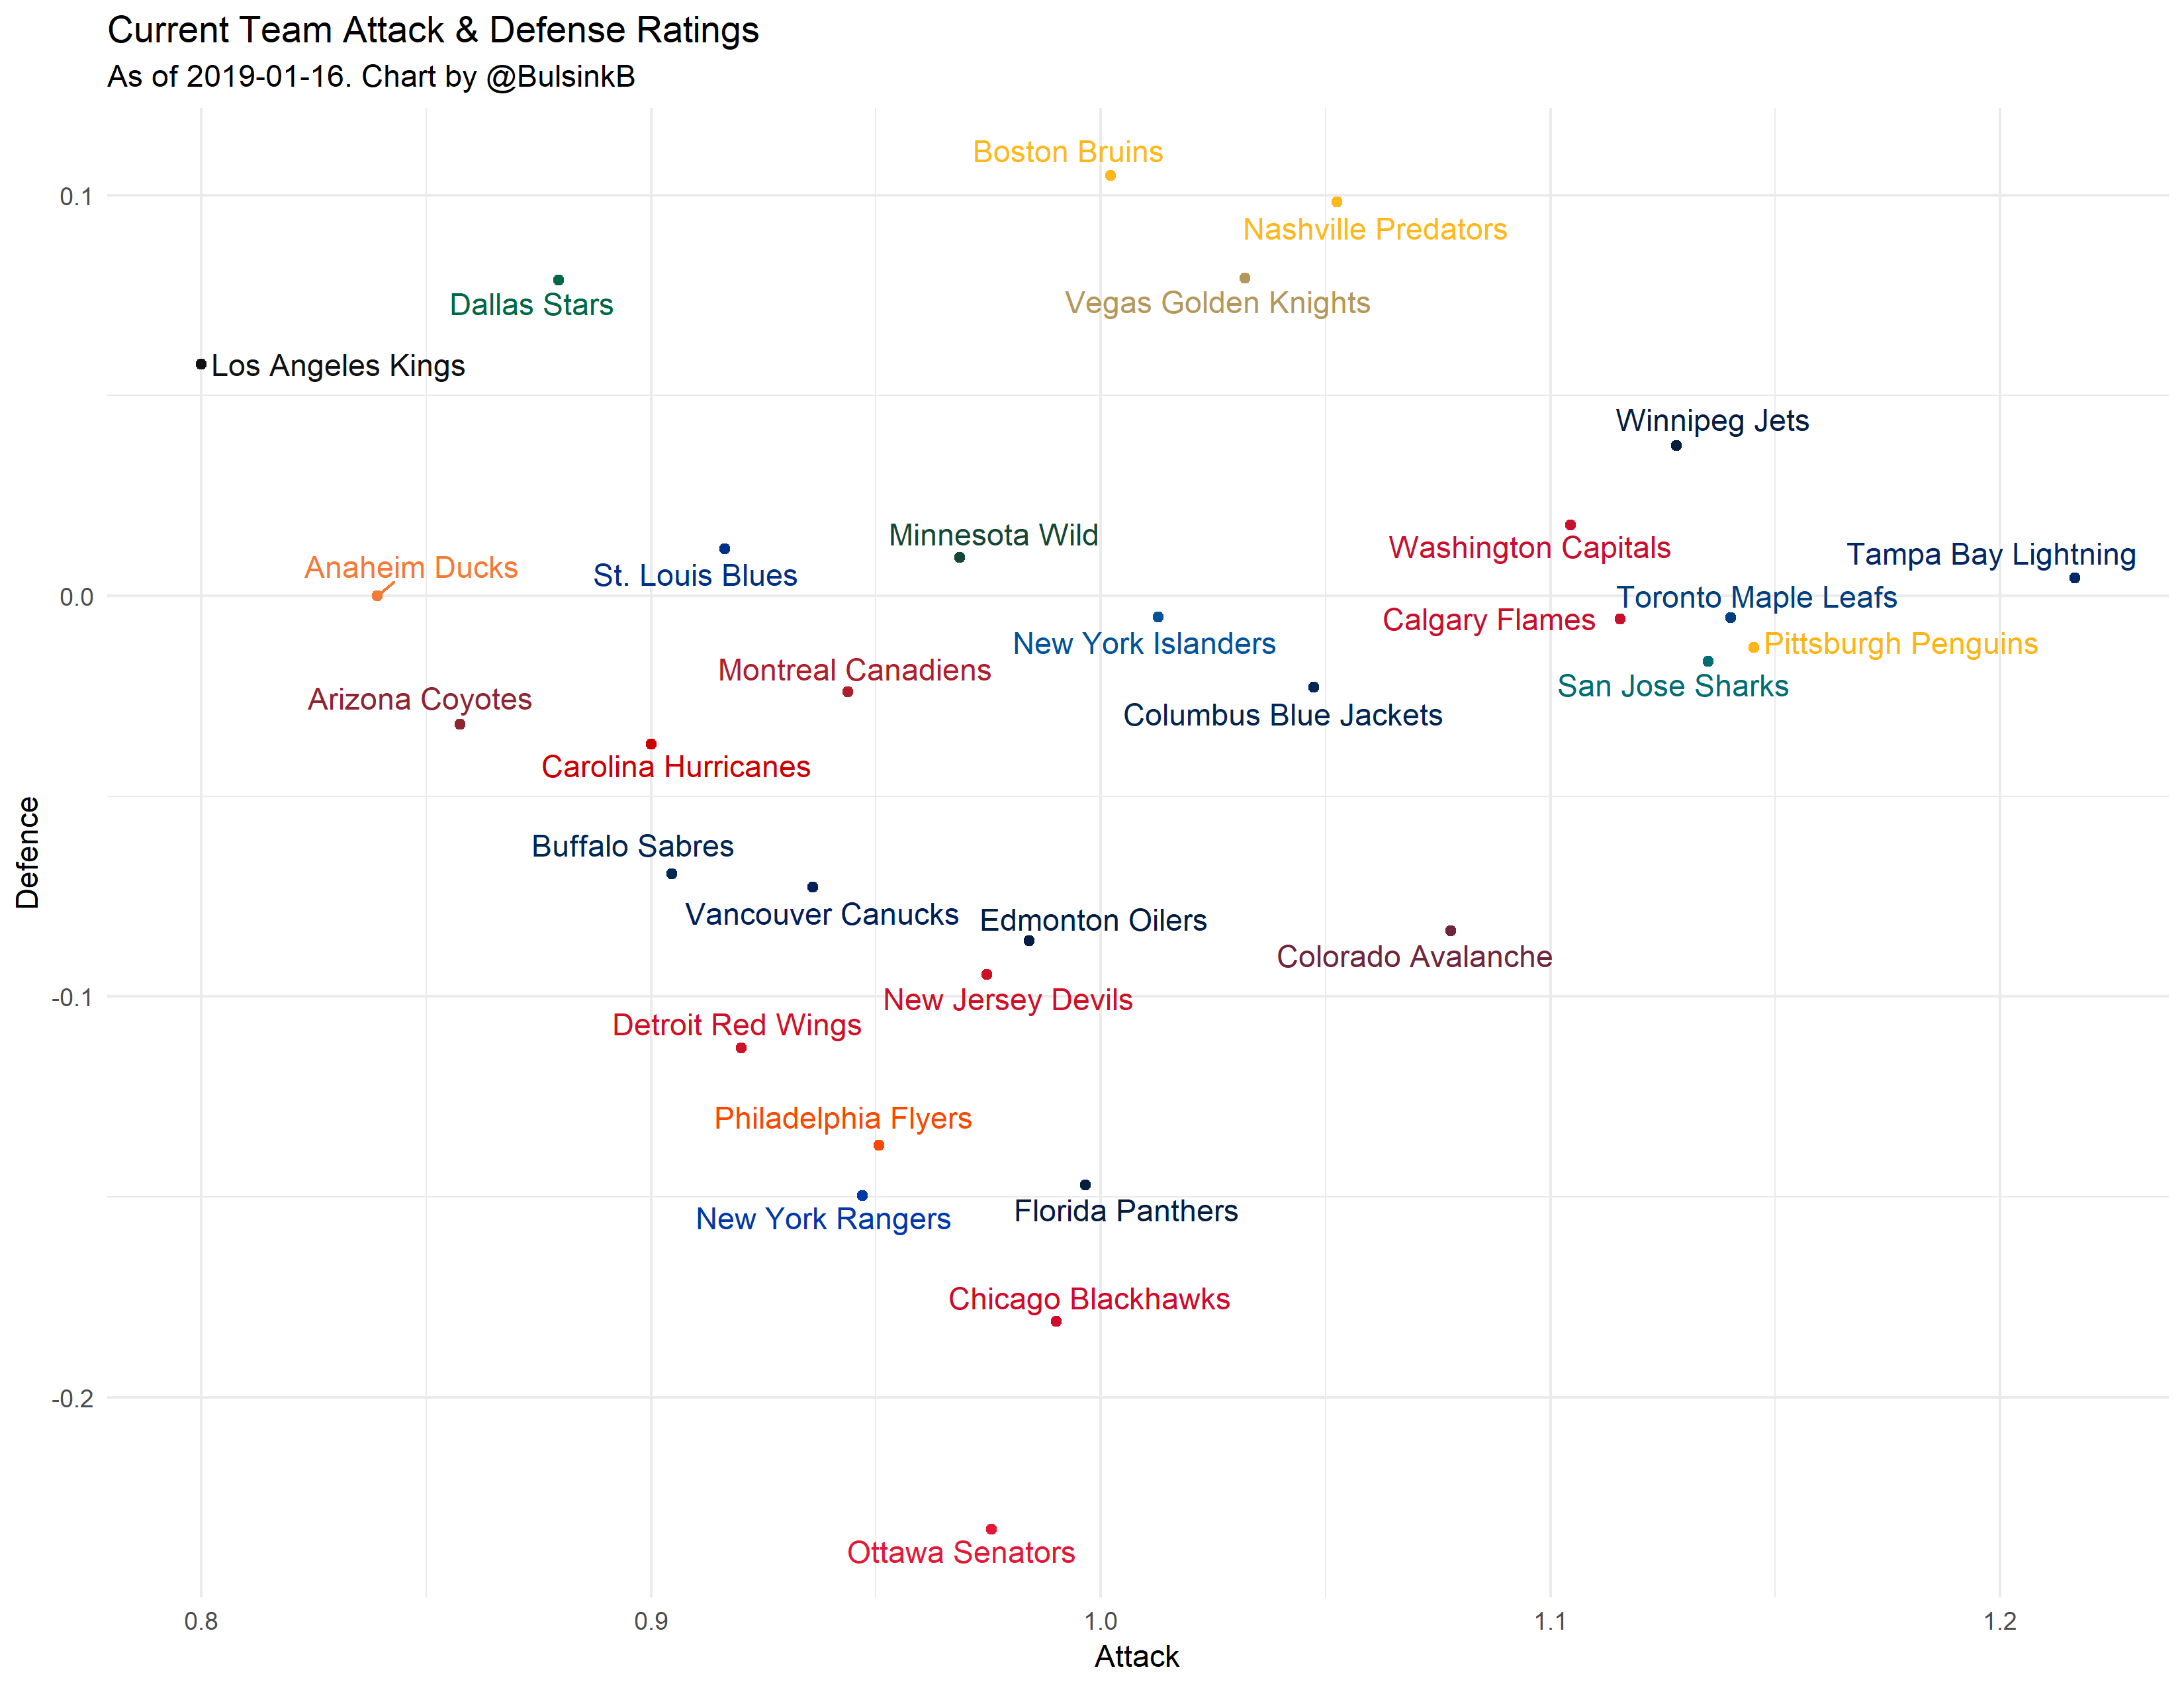 Current Team Attack & Defense Ratings
As of 2019-01-16. Chart by @BulsinkB
Boston Bruins
0.1
Nashville Predators
Dallas Stars
Vegas Golden Knights
Los Angeles Kings
Winnipeg Jets
Minnesota Wild
Washington Capitals
Tampa Bay Lightning
Anaheim Ducks
St. Louis Blues
0.0
Toronto Maple Leafs
Calgary Flames
New York Islanders
Pittsburgh Penguins
Montreal Canadiens
San Jose Sharks
Arizona Coyotes
Columbus Blue Jackets
Carolina Hurricanes
Defence
Buffalo Sabres
Vancouver Canucks
Edmonton Oilers
Colorado Avalanche
-0.1
New Jersey Devils
Detroit Red Wings
Philadelphia Flyers
Florida Panthers
New York Rangers
Chicago Blackhawks
-0.2
Ottawa Senators
0.8
0.9
1.0
1.1
1.2
Attack